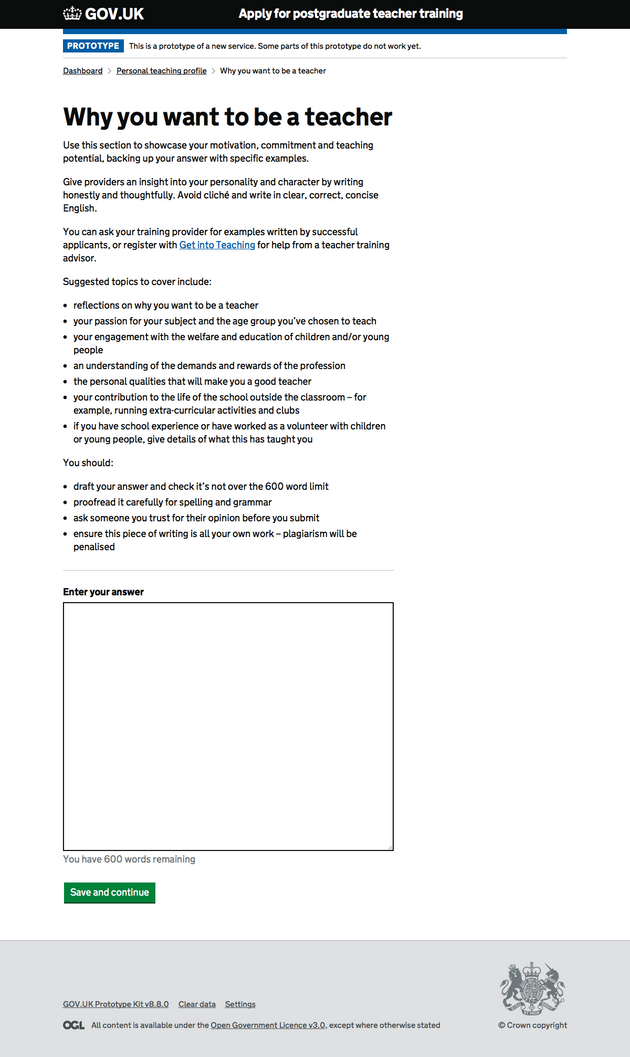 GOV.UK Apply for postgraduate teacher training
PROTOTYPE This is a prototype of a new service. Some parts of this prototype do not work yet.
Dashboard > Personal teaching profile > Why you want to be a teacher
Why you want to be a teacher
Use this section to showcase your motivation, commitment and teaching
potential, backing up your answer with specific examples.
Give providers an insight into your personality and character by writing
honestly and thoughtfully. Avoid cliché and write in clear, correct, concise
English.
You can ask your training provider for examples written by successful
applicants, or register with Get into Teaching for help from a teacher training
advisor.
Suggested topics to cover include:
• reflections on why you want to be a teacher
• your passion for your subject and the age group you’ve chosen to teach
• your engagement with the welfare and education of children and/or young
people
• an understanding of the demands and rewards of the profession
• the personal qualities that will make you a good teacher
• your contribution to the life of the school outside the classroom – for
example, running extra-curricular activities and clubs
• if you have school experience or have worked as a volunteer with children
or young people, give details of what this has taught you
You should:
• draft your answer and check it’s not over the 600 word limit
• proofread it carefully for spelling and grammar
• ask someone you trust for their opinion before you submit
• ensure this piece of writing is all your own work – plagiarism will be
penalised
Enter your answer
You have 600 words remaining
Save and continue
GOV.UK Prototype Kit v8.8.0 Clear data Settings
OGL All content is available under the Open Government Licence v3.0, except where otherwise stated
© Crown copyright